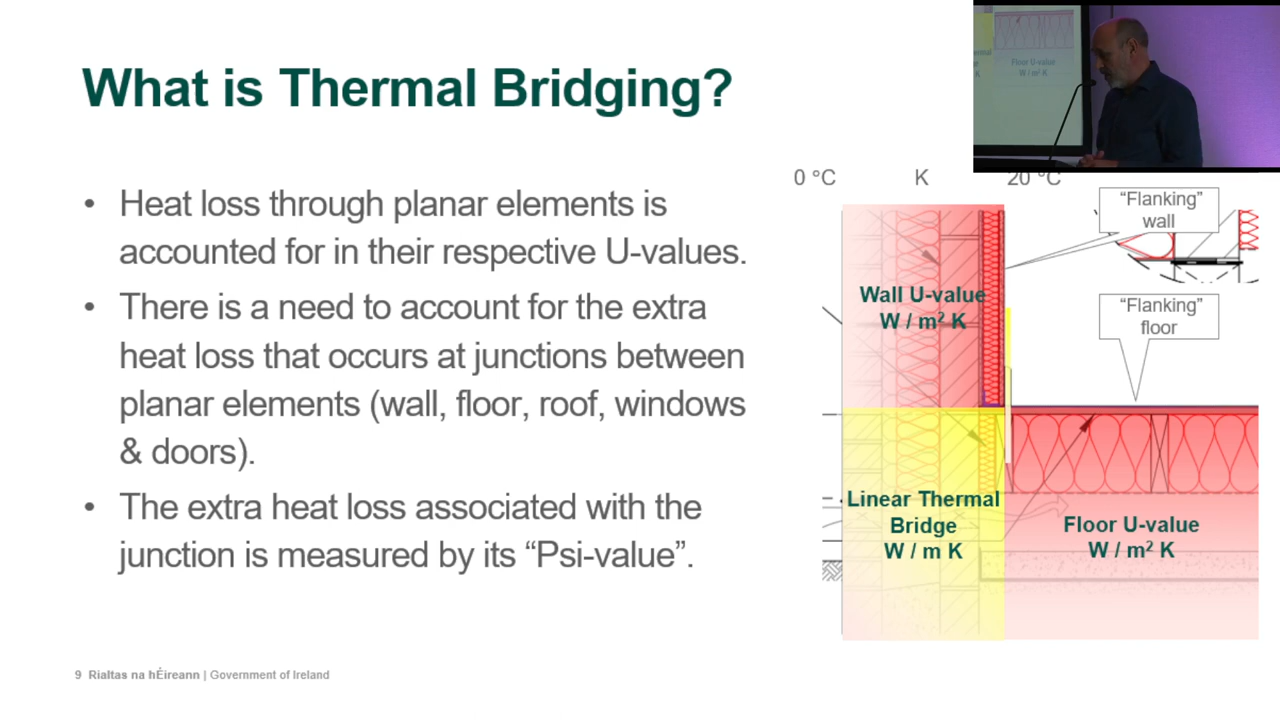 What is Thermal Bridging?
• Heat loss through planar elements is
accounted for in their respective U-values.
• There is a need to account for the extra
heat loss that occurs at junctions between
planar elements (wall, floor, roof, windows
& doors).
• The extra heat loss associated with the
junction is measured by its “Psi-value”.
0 °C K 20 °C
“Flanking”
wall
Wall U-value
W / m² K
“Flanking”
floor
Linear Thermal
Bridge
W / m K
Floor U-value
W / m² K
Floor U-value
W / m² K
9 Rialtas na hÉireann | Government of Ireland